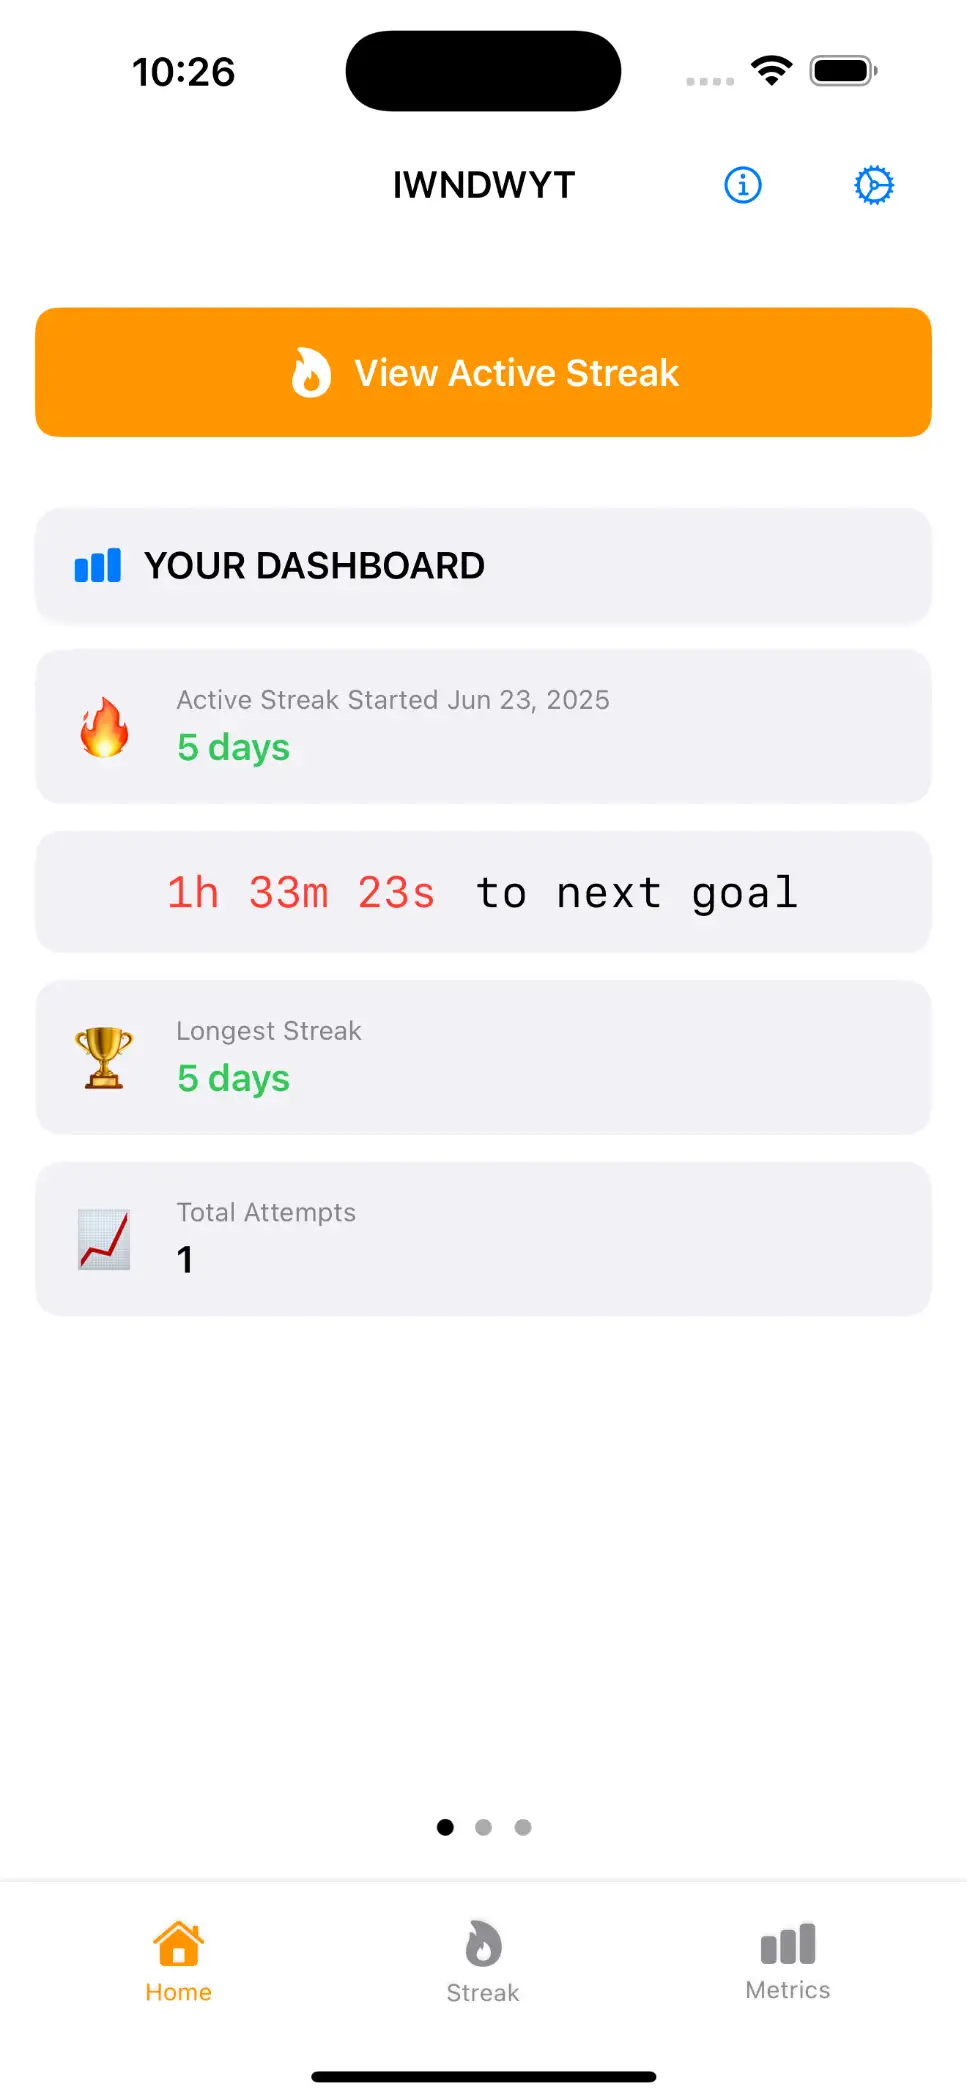 10:26
IWNDWYT
View Active Streak
YOUR DASHBOARD
Active Streak Started Jun 23, 2025
5 days
1h 33m 23s to next goal
Longest Streak
5 days
Total Attempts
1
Home
Streak
Metrics